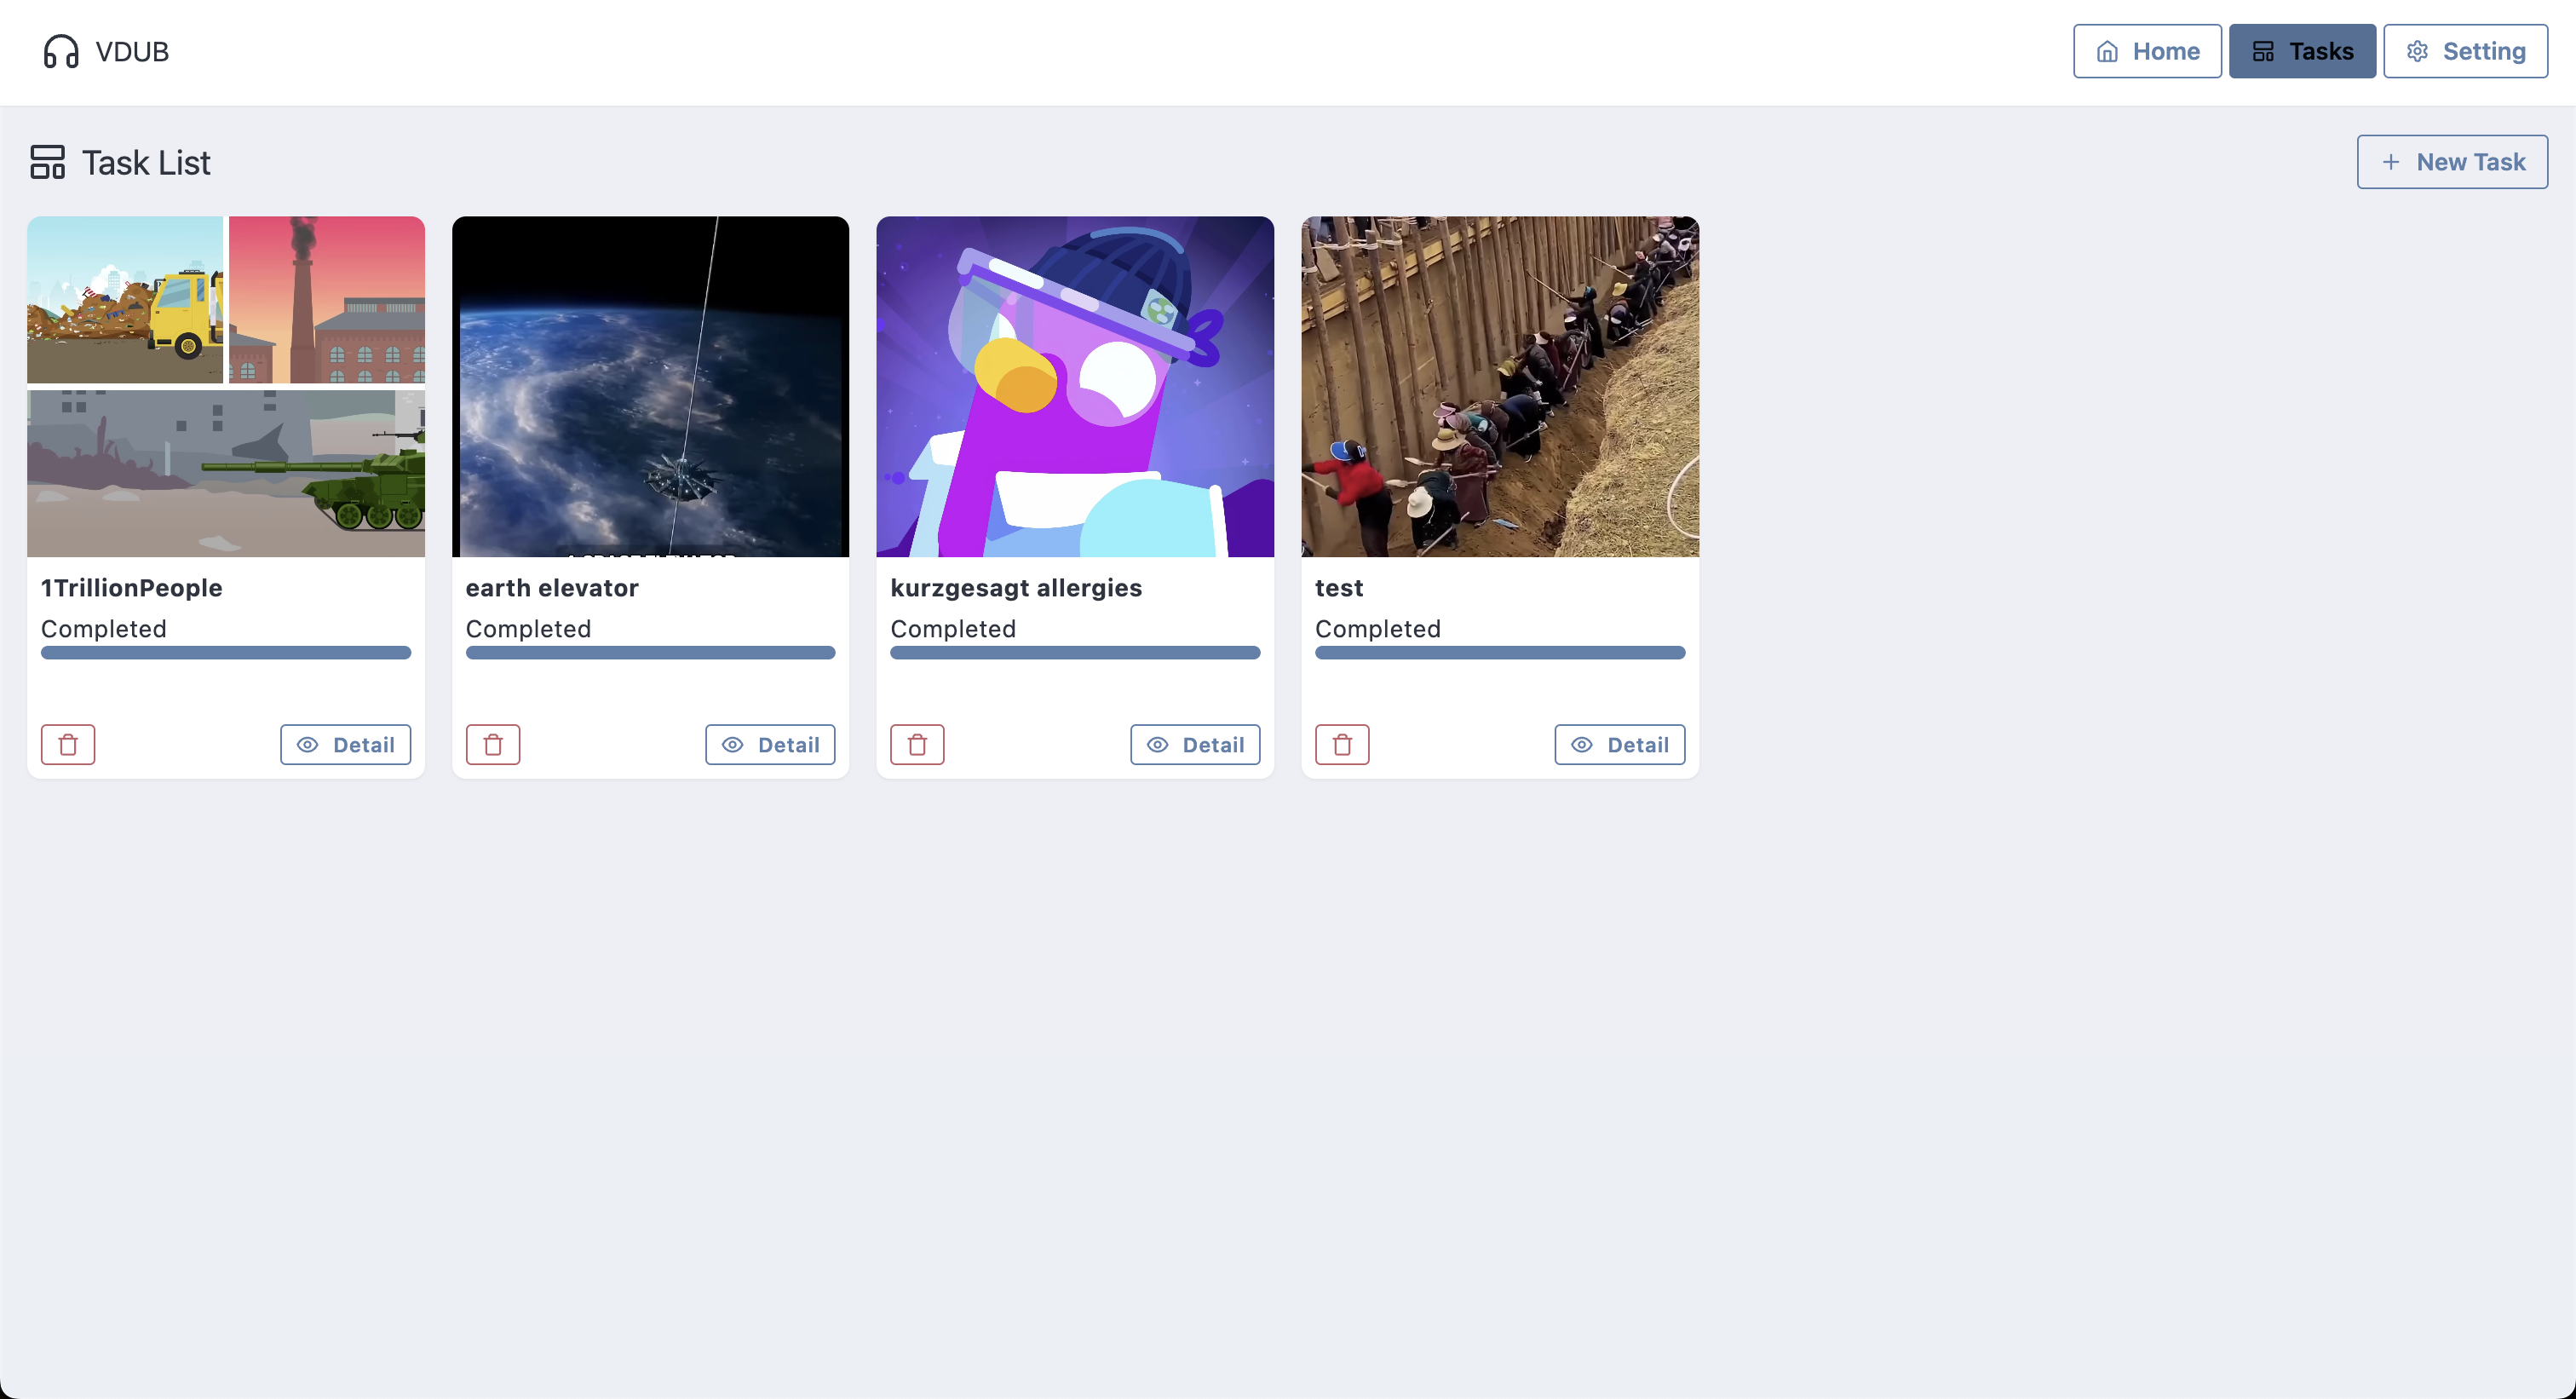 VDUB
Home
Tasks
Setting
Task List
New Task
1TrillionPeople
Completed
Detail
earth elevator
Completed
Detail
kurzgesagt allergies
Completed
Detail
test
Completed
Detail